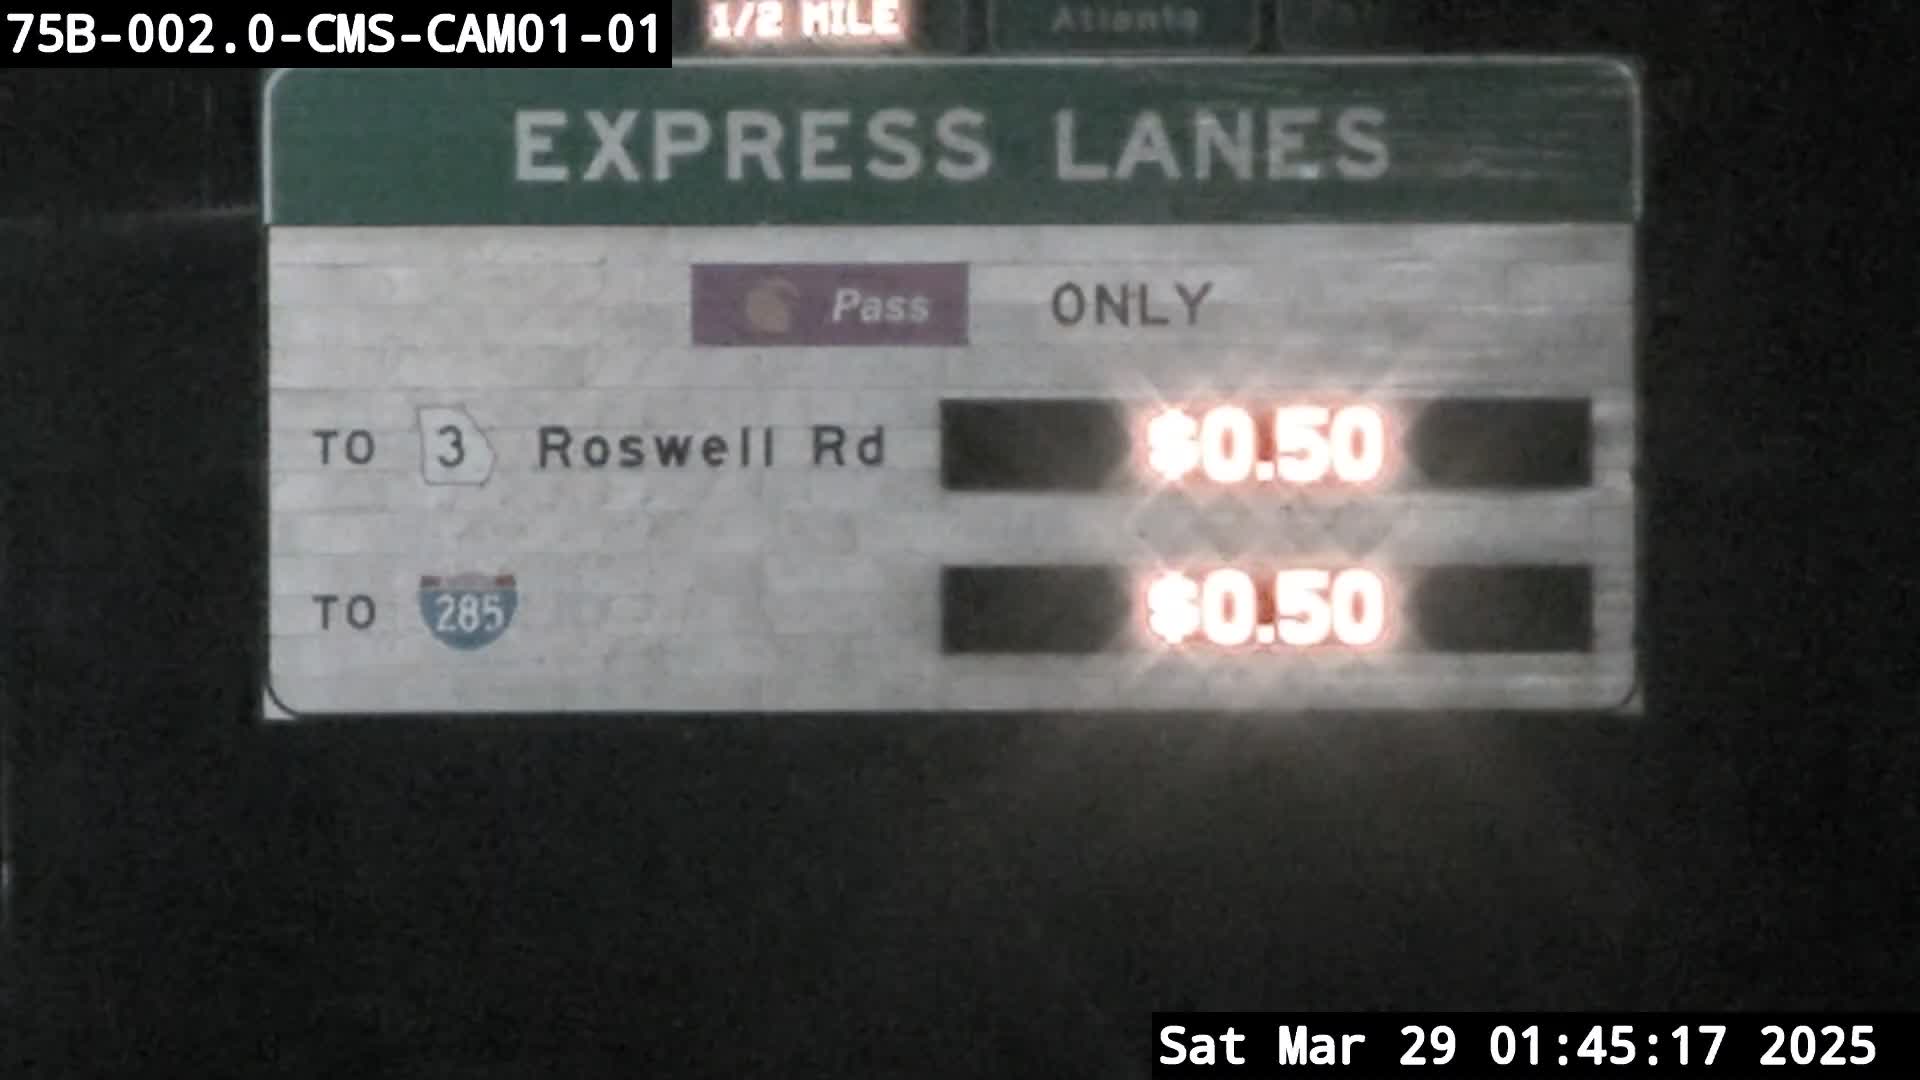 75B-002.0-CMS-CAM01-01
1/2 MILE
Atlanta
EXPRESS LANES
Pass ONLY
TO 3 Roswell Rd $0.50
TO 285 $0.50
Sat Mar 29 01:45:17 2025